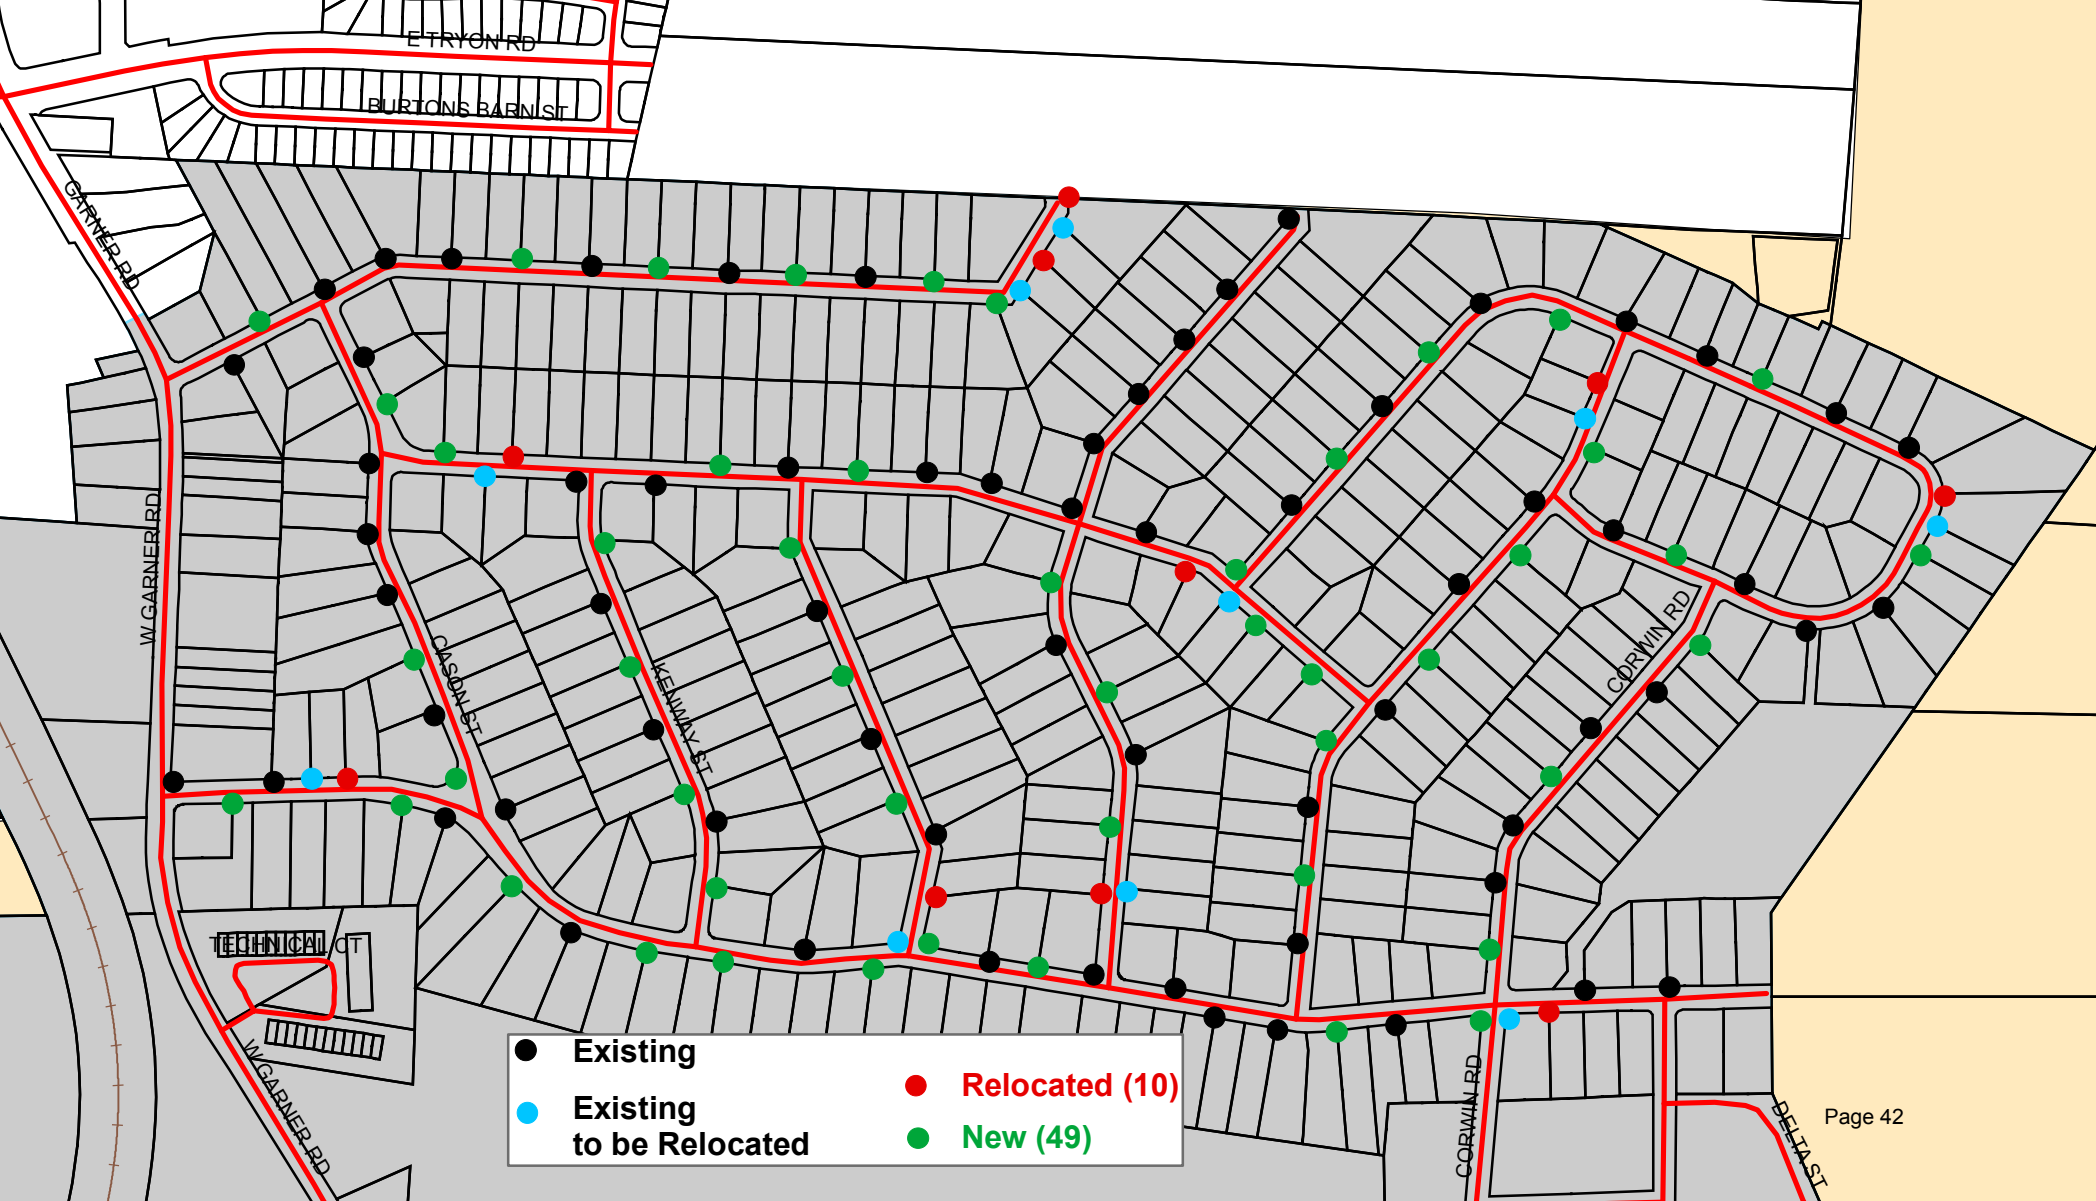 E TRYON RD
BURTONS BARN ST
GARNER RD
W GARNER RD
CASON ST
KENWAY ST
CORWIN RD
TECHNICAL CT
W GARNER RD
CORWIN RD
DELTA ST
Existing
Existing
to be Relocated
Relocated (10)
New (49)
Page 42